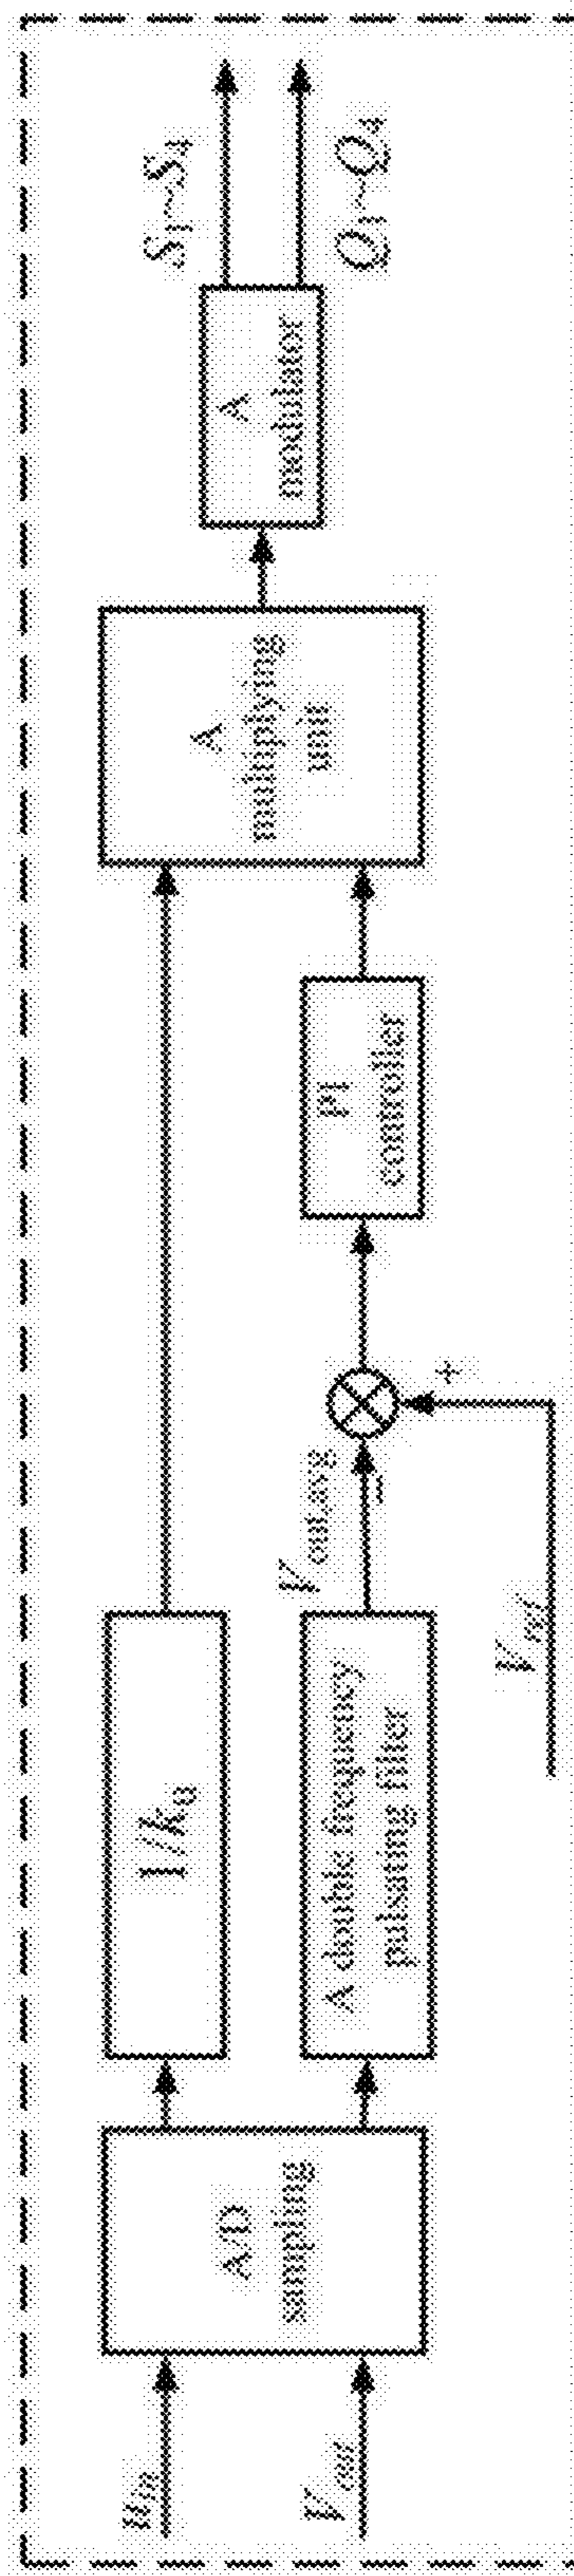 u_in
V_out
A/D
sampling
1/k_0
A double frequency
pulsating filter
V_out,avg
−
+
V_ref
PI
controller
A
multiplying
unit
A
modulator
S_1~S_4
Q_1~Q_4